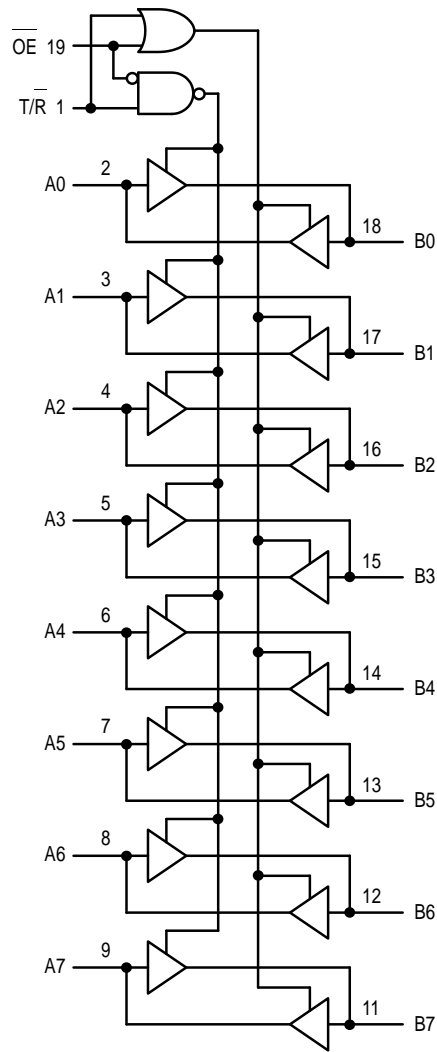 O̅E̅ 19
T/R̅ 1
A0 2
18 B0
A1 3
17 B1
A2 4
16 B2
A3 5
15 B3
A4 6
14 B4
A5 7
13 B5
A6 8
12 B6
A7 9
11 B7